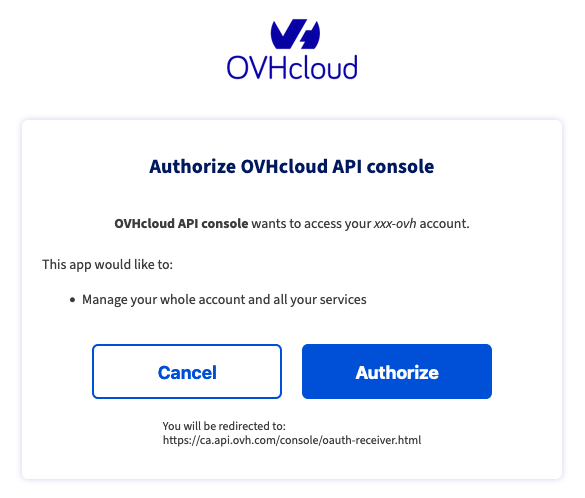 OVHcloud
Authorize OVHcloud API console
OVHcloud API console wants to access your xxx-ovh account.
This app would like to:
• Manage your whole account and all your services
Cancel
Authorize
You will be redirected to:
https://ca.api.ovh.com/console/oauth-receiver.html